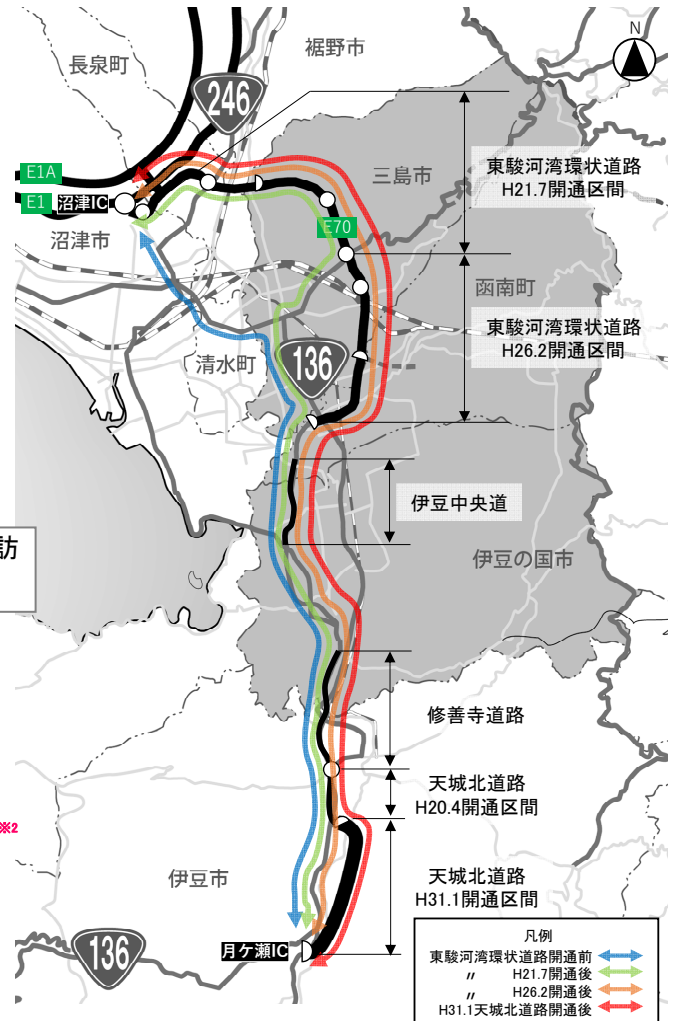 N
裾野市
長泉町
246
E1A
E1
沼津IC
沼津市
三島市
東駿河湾環状道路
H21.7開通区間
E70
函南町
東駿河湾環状道路
H26.2開通区間
清水町
136
伊豆中央道
訪
伊豆の国市
修善寺道路
天城北道路
H20.4開通区間
※2
伊豆市
天城北道路
H31.1開通区間
136
月ケ瀬IC
凡例
東駿河湾環状道路開通前
〃 H21.7開通後
〃 H26.2開通後
H31.1天城北道路開通後